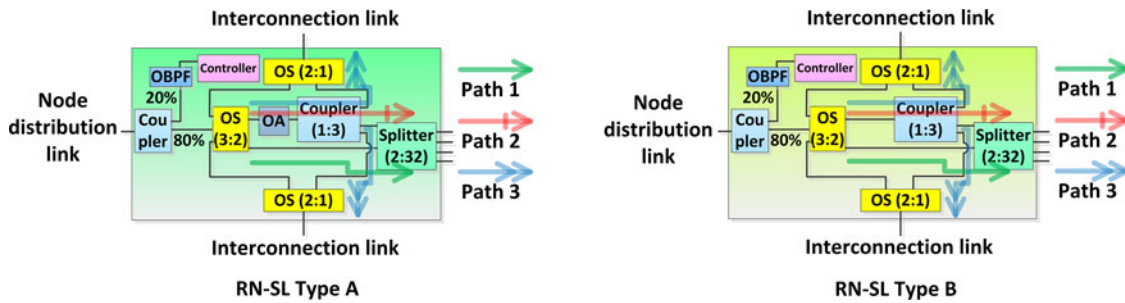 Interconnection link
Controller
OS (2:1)
OBPF
20%
Node
distribution
link
Cou
pler
80%
OS
(3:2)
OA
Coupler
(1:3)
Splitter
(2:32)
OS (2:1)
Interconnection link
RN-SL Type A
Path 1
Path 2
Path 3
Interconnection link
Controller
OS (2:1)
OBPF
20%
Node
distribution
link
Cou
pler
80%
OS
(3:2)
Coupler
(1:3)
Splitter
(2:32)
OS (2:1)
Interconnection link
RN-SL Type B
Path 1
Path 2
Path 3